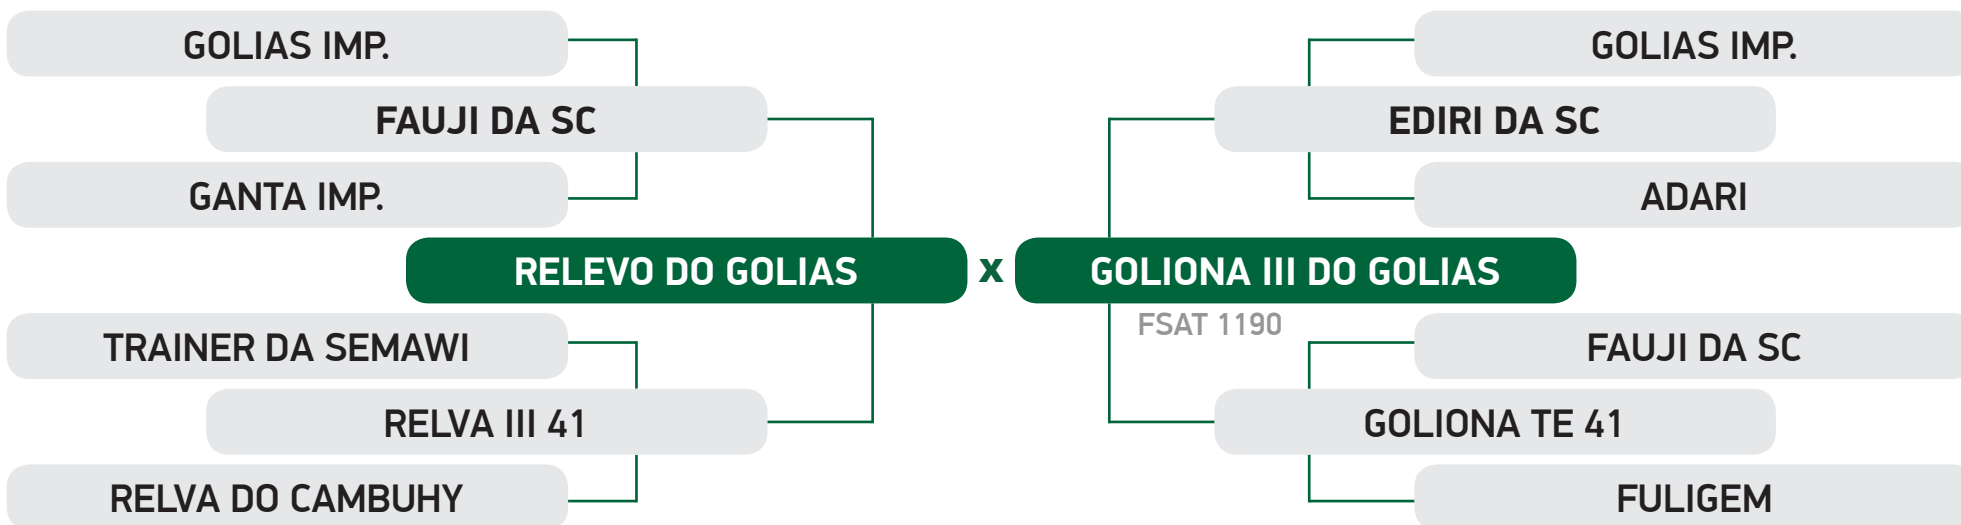 GOLIAS IMP.
GOLIAS IMP.
FAUJI DA SC
EDIRI DA SC
GANTA IMP.
ADARI
RELEVO DO GOLIAS x GOLIONA III DO GOLIAS
FSAT 1190
TRAINER DA SEMAWI
FAUJI DA SC
RELVA III 41
GOLIONA TE 41
RELVA DO CAMBUHY
FULIGEM